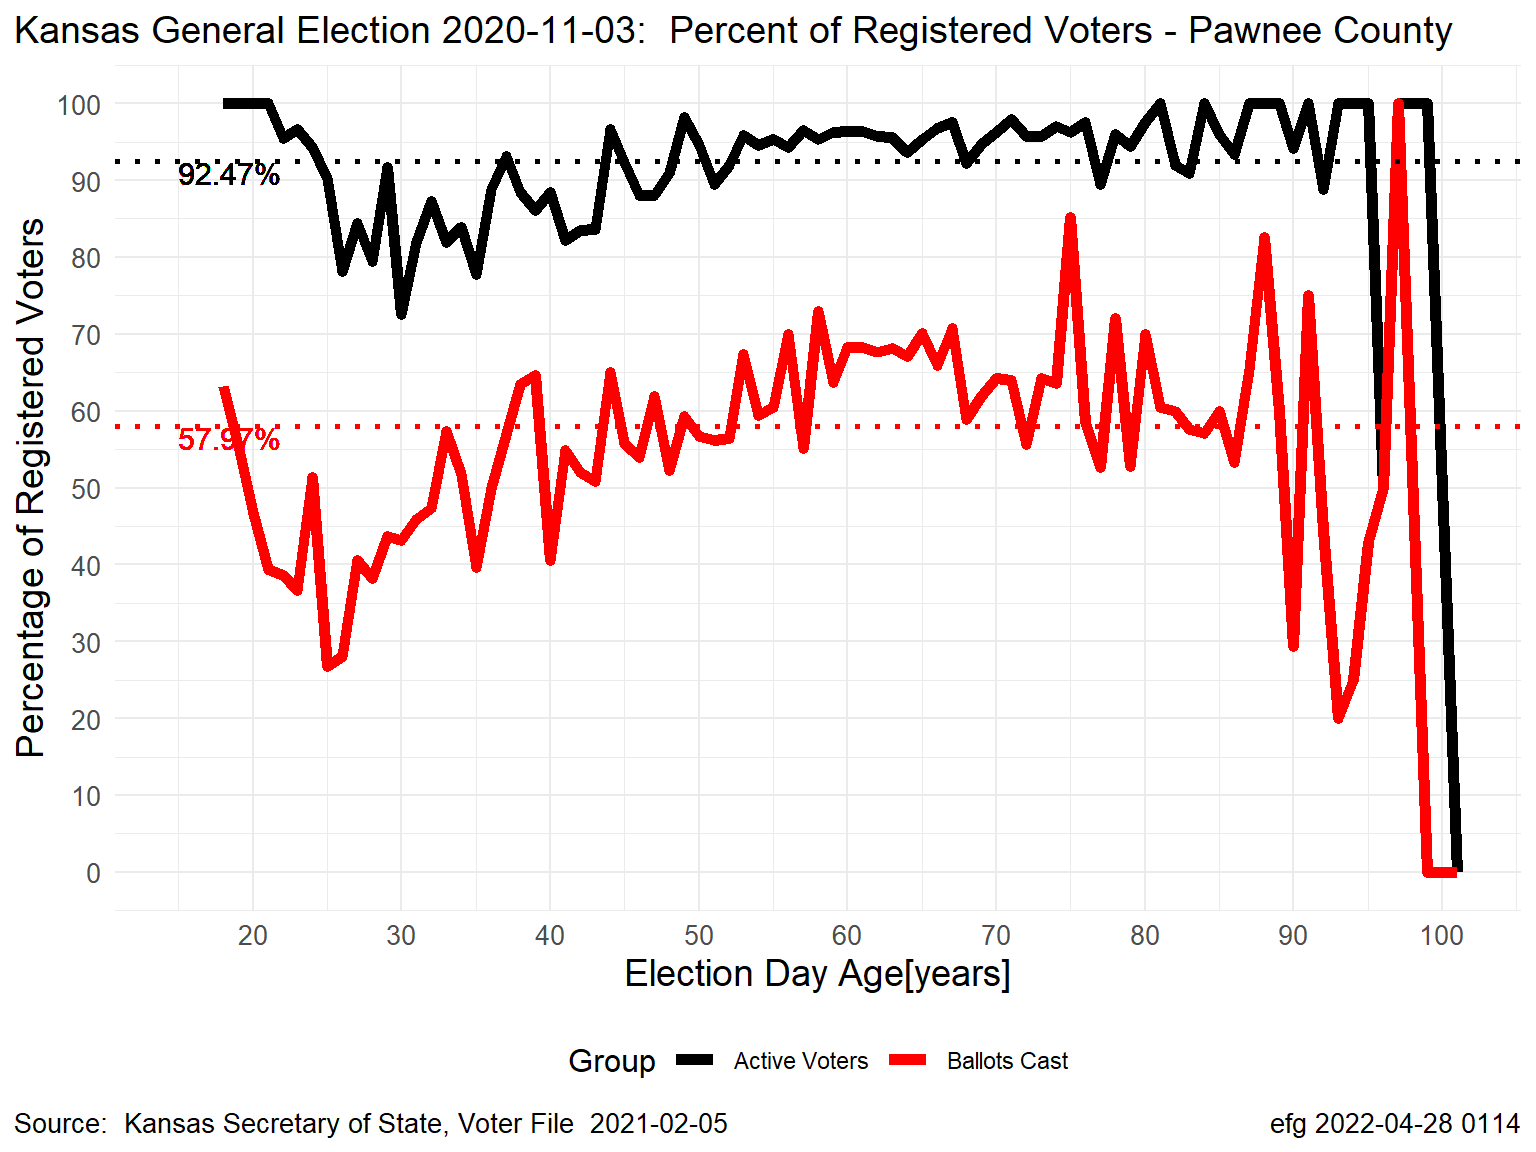 Kansas General Election 2020-11-03:  Percent of Registered Voters - Pawnee County
Percentage of Registered Voters
100
90
80
70
60
50
40
30
20
10
0
92.47%
57.97%
20 30 40 50 60 70 80 90 100
Election Day Age[years]
Group Active Voters Ballots Cast
Source:  Kansas Secretary of State, Voter File  2021-02-05
efg 2022-04-28 0114